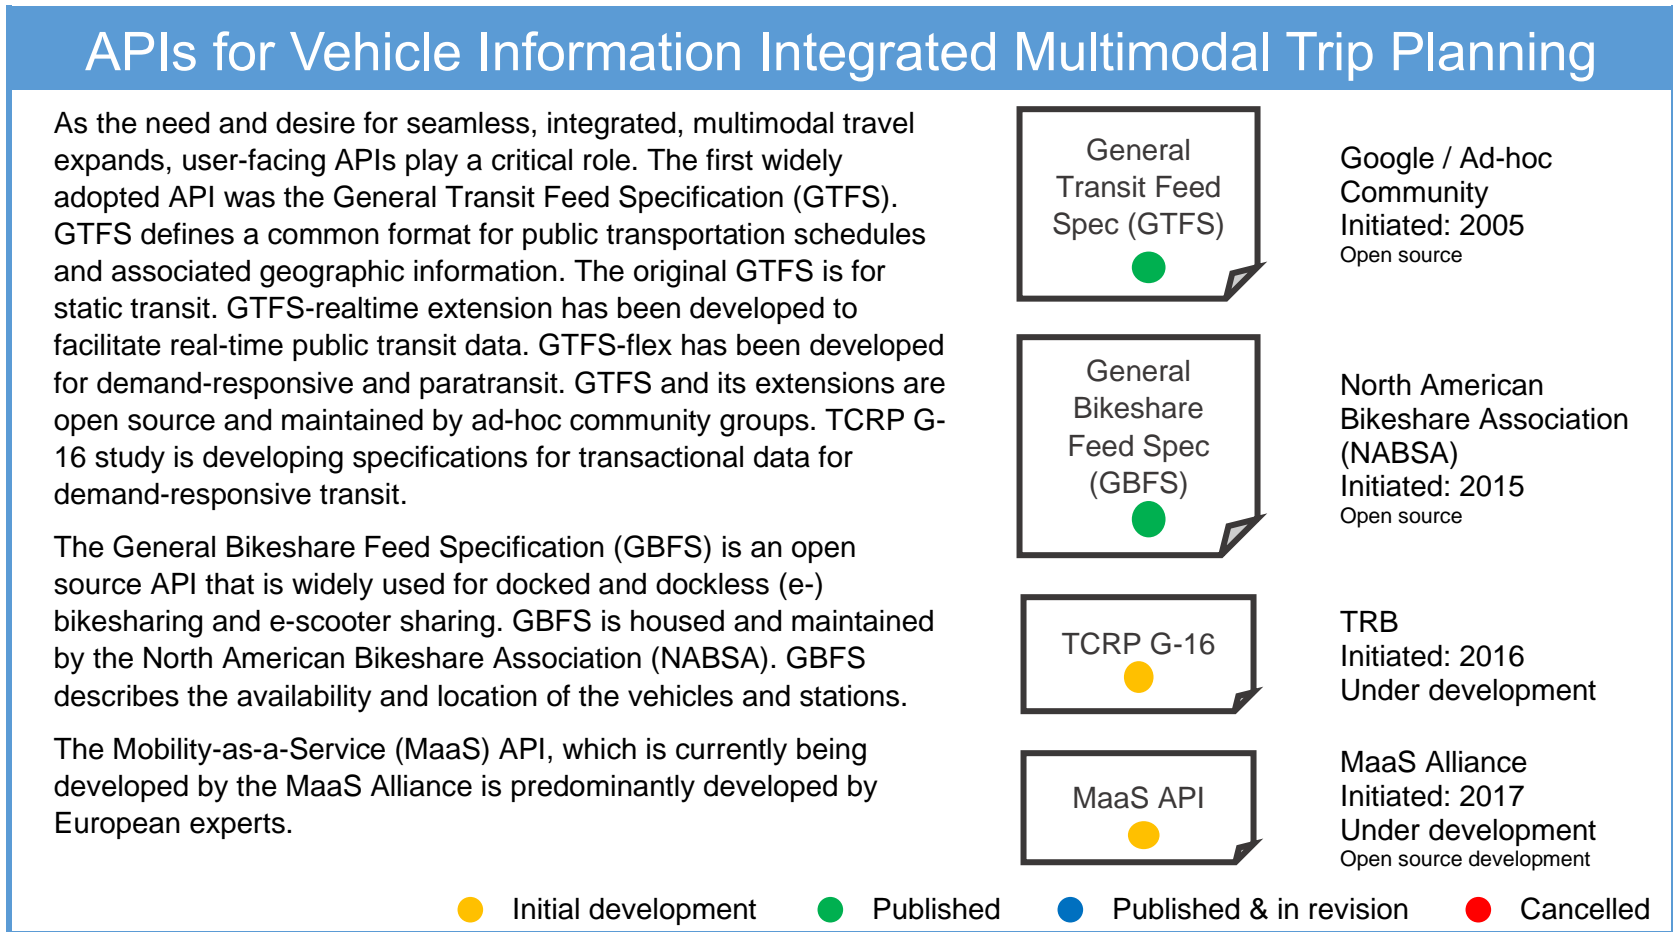 APIs for Vehicle Information Integrated Multimodal Trip Planning
As the need and desire for seamless, integrated, multimodal travel
expands, user-facing APIs play a critical role. The first widely
adopted API was the General Transit Feed Specification (GTFS).
GTFS defines a common format for public transportation schedules
and associated geographic information. The original GTFS is for
static transit. GTFS-realtime extension has been developed to
facilitate real-time public transit data. GTFS-flex has been developed
for demand-responsive and paratransit. GTFS and its extensions are
open source and maintained by ad-hoc community groups. TCRP G-
16 study is developing specifications for transactional data for
demand-responsive transit.
The General Bikeshare Feed Specification (GBFS) is an open
source API that is widely used for docked and dockless (e-)
bikesharing and e-scooter sharing. GBFS is housed and maintained
by the North American Bikeshare Association (NABSA). GBFS
describes the availability and location of the vehicles and stations.
The Mobility-as-a-Service (MaaS) API, which is currently being
developed by the MaaS Alliance is predominantly developed by
European experts.
General
Transit Feed
Spec (GTFS)
Google / Ad-hoc
Community
Initiated: 2005
Open source
General
Bikeshare
Feed Spec
(GBFS)
North American
Bikeshare Association
(NABSA)
Initiated: 2015
Open source
TCRP G-16
TRB
Initiated: 2016
Under development
MaaS API
MaaS Alliance
Initiated: 2017
Under development
Open source development
Initial development
Published
Published & in revision
Cancelled